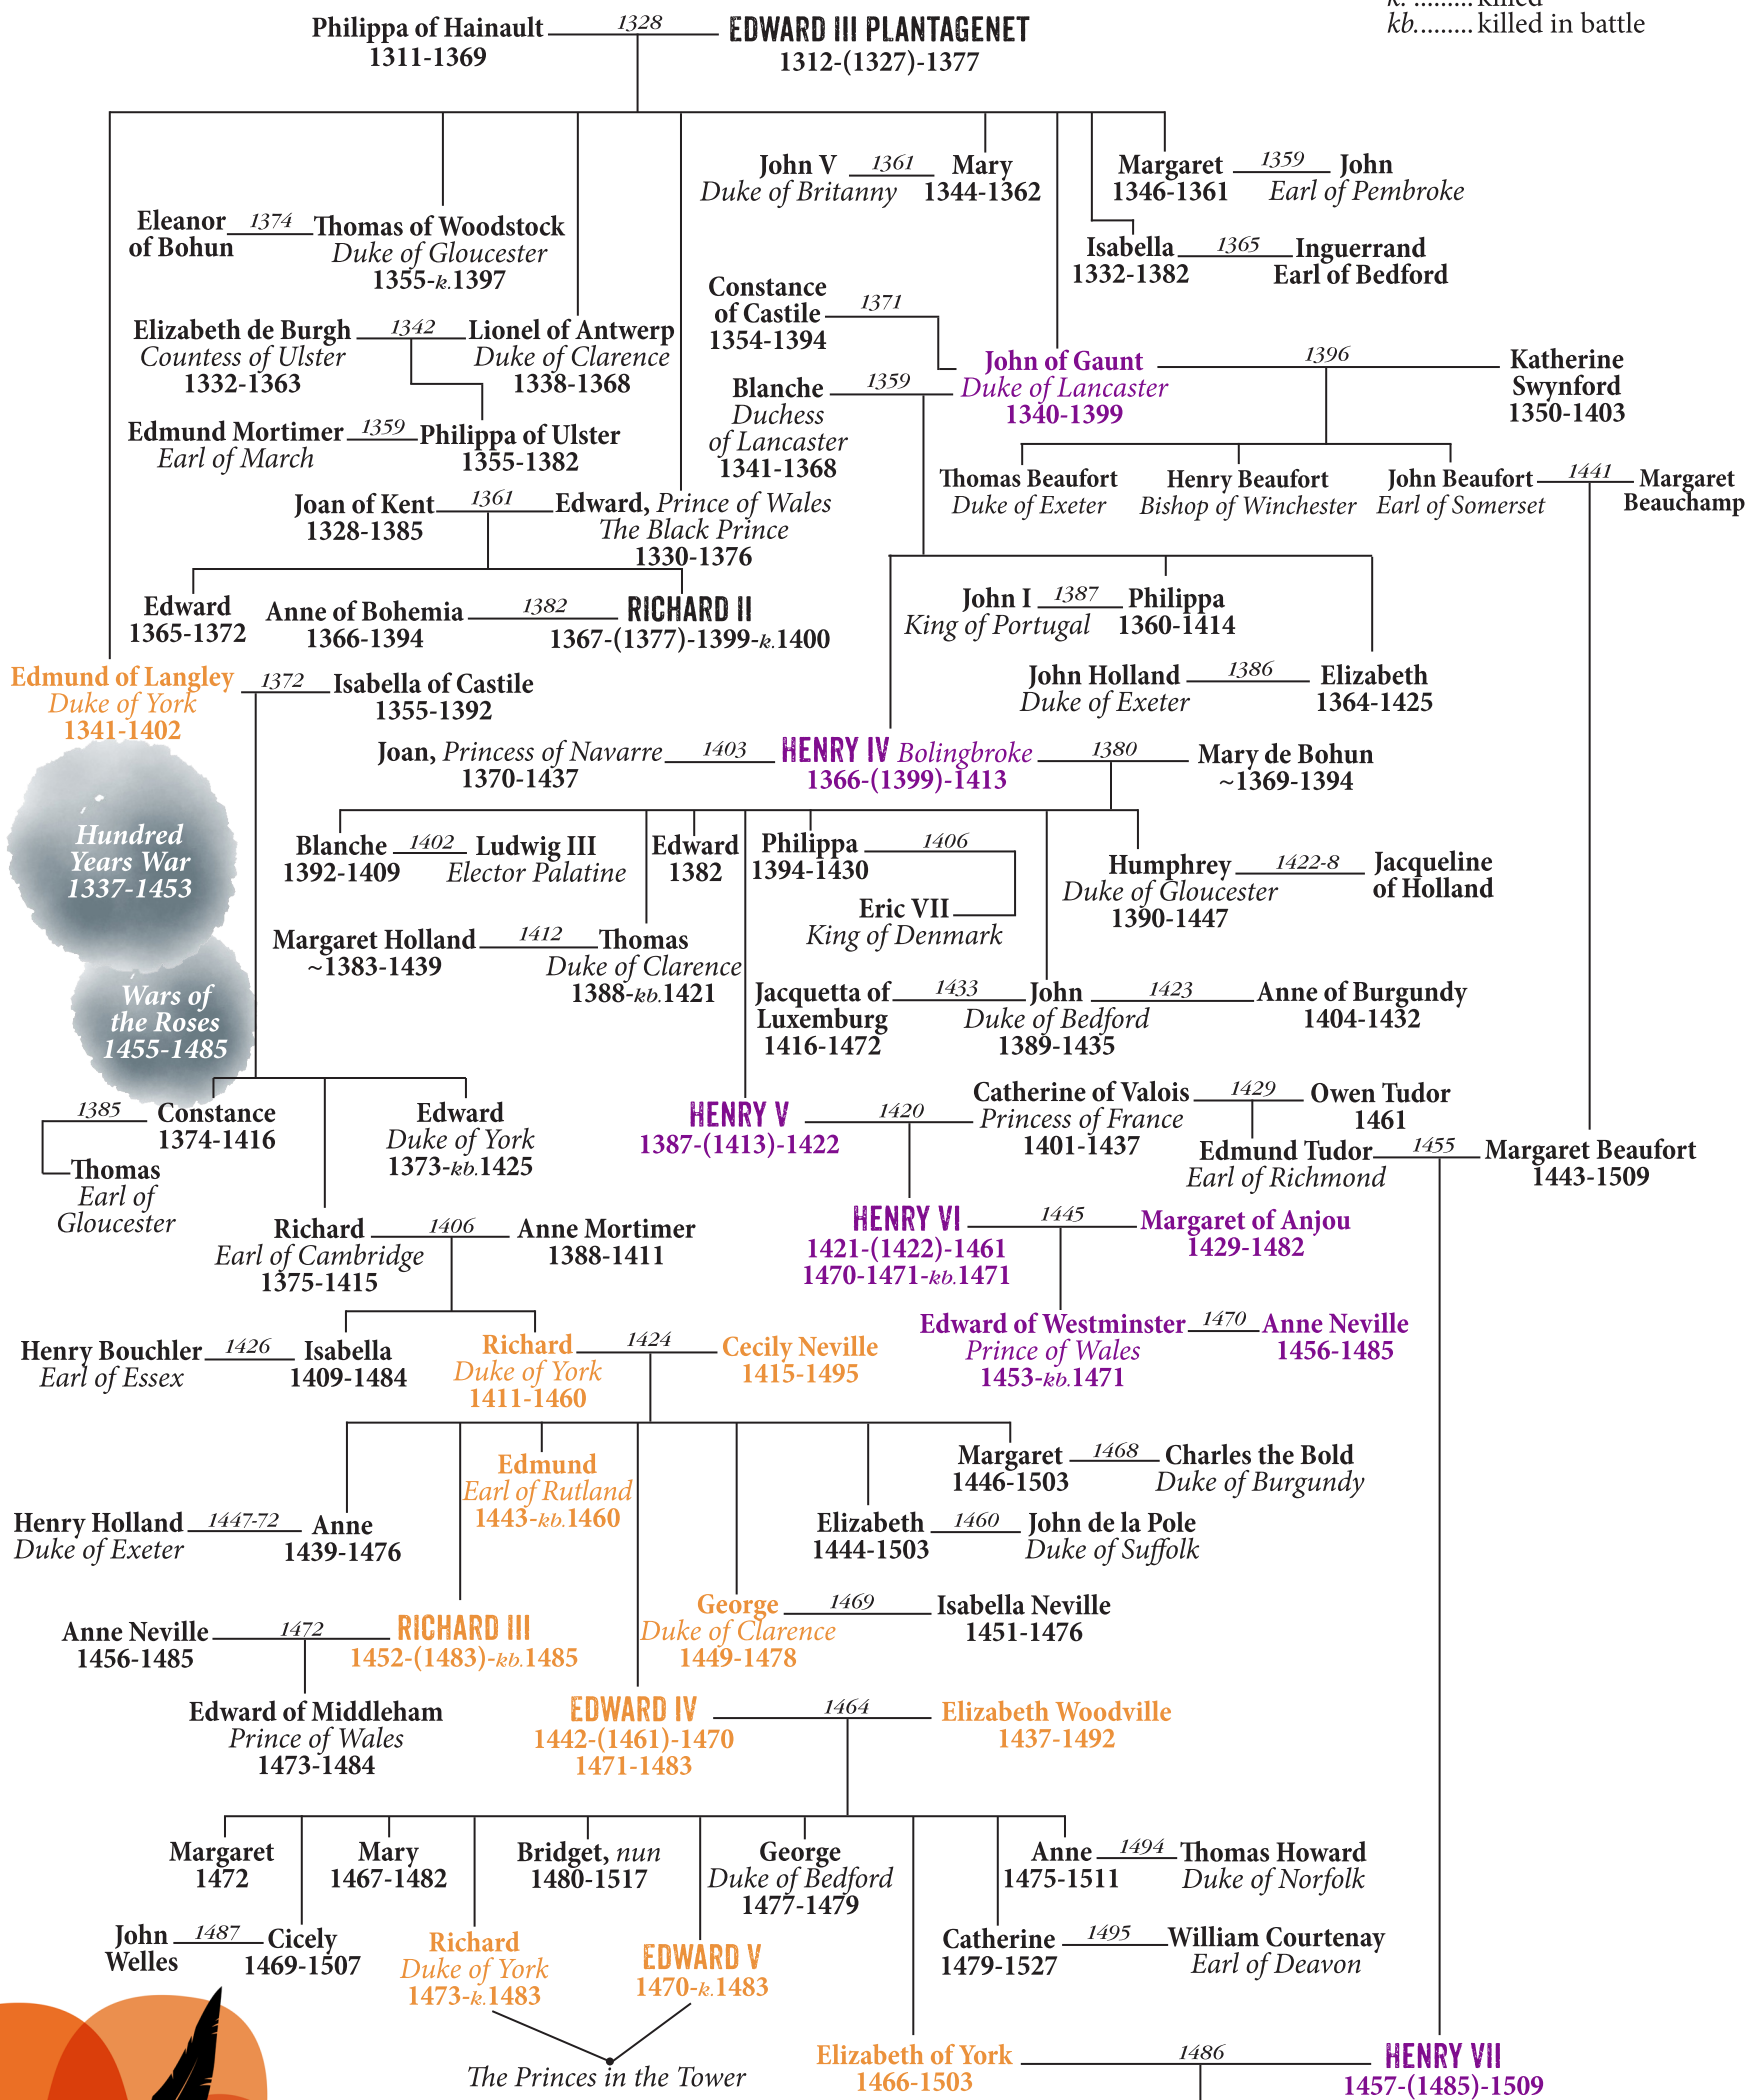 k. ......... killed
kb......... killed in battle
Philippa of Hainault
1311-1369
1328
EDWARD III PLANTAGENET
1312-(1327)-1377
John V
Duke of Britanny
1361
Mary
1344-1362
Margaret
1346-1361
1359
John
Earl of Pembroke
Eleanor
of Bohun
1374
Thomas of Woodstock
Duke of Gloucester
1355-k.1397
Isabella
1332-1382
1365
Inguerrand
Earl of Bedford
Constance
of Castile
1354-1394
1371
Elizabeth de Burgh
Countess of Ulster
1332-1363
1342
Lionel of Antwerp
Duke of Clarence
1338-1368
John of Gaunt
Duke of Lancaster
1340-1399
1396
Katherine
Swynford
1350-1403
Blanche
Duchess
of Lancaster
1341-1368
1359
Edmund Mortimer
Earl of March
1359
Philippa of Ulster
1355-1382
Thomas Beaufort
Duke of Exeter
Henry Beaufort
Bishop of Winchester
John Beaufort
Earl of Somerset
1441
Margaret
Beauchamp
Joan of Kent
1328-1385
1361
Edward, Prince of Wales
The Black Prince
1330-1376
Edward
1365-1372
Anne of Bohemia
1366-1394
1382
RICHARD II
1367-(1377)-1399-k.1400
John I
King of Portugal
1387
Philippa
1360-1414
Edmund of Langley
Duke of York
1341-1402
1372
Isabella of Castile
1355-1392
John Holland
Duke of Exeter
1386
Elizabeth
1364-1425
Joan, Princess of Navarre
1370-1437
1403
HENRY IV Bolingbroke
1366-(1399)-1413
1380
Mary de Bohun
~1369-1394
Hundred
Years War
1337-1453
Blanche
1392-1409
1402
Ludwig III
Elector Palatine
Edward
1382
Philippa
1394-1430
1406
Eric VII
King of Denmark
Humphrey
Duke of Gloucester
1390-1447
1422-8
Jacqueline
of Holland
Margaret Holland
~1383-1439
1412
Thomas
Duke of Clarence
1388-kb.1421
Wars of
the Roses
1455-1485
Jacquetta of
Luxemburg
1416-1472
1433
John
Duke of Bedford
1389-1435
1423
Anne of Burgundy
1404-1432
1385
Constance
1374-1416
Thomas
Earl of
Gloucester
Edward
Duke of York
1373-kb.1425
HENRY V
1387-(1413)-1422
1420
Catherine of Valois
Princess of France
1401-1437
1429
Owen Tudor
1461
Edmund Tudor
Earl of Richmond
1455
Margaret Beaufort
1443-1509
Richard
Earl of Cambridge
1375-1415
1406
Anne Mortimer
1388-1411
HENRY VI
1421-(1422)-1461
1470-1471-kb.1471
1445
Margaret of Anjou
1429-1482
Henry Bouchler
Earl of Essex
1426
Isabella
1409-1484
Richard
Duke of York
1411-1460
1424
Cecily Neville
1415-1495
Edward of Westminster
Prince of Wales
1453-kb.1471
1470
Anne Neville
1456-1485
Edmund
Earl of Rutland
1443-kb.1460
Margaret
1446-1503
1468
Charles the Bold
Duke of Burgundy
Henry Holland
Duke of Exeter
1447-72
Anne
1439-1476
Elizabeth
1444-1503
1460
John de la Pole
Duke of Suffolk
Anne Neville
1456-1485
1472
RICHARD III
1452-(1483)-kb.1485
George
Duke of Clarence
1449-1478
1469
Isabella Neville
1451-1476
Edward of Middleham
Prince of Wales
1473-1484
EDWARD IV
1442-(1461)-1470
1471-1483
1464
Elizabeth Woodville
1437-1492
Margaret
1472
Mary
1467-1482
Bridget, nun
1480-1517
George
Duke of Bedford
1477-1479
Anne
1475-1511
1494
Thomas Howard
Duke of Norfolk
John
Welles
1487
Cicely
1469-1507
Richard
Duke of York
1473-k.1483
EDWARD V
1470-k.1483
Catherine
1479-1527
1495
William Courtenay
Earl of Deavon
The Princes in the Tower
Elizabeth of York
1466-1503
1486
HENRY VII
1457-(1485)-1509